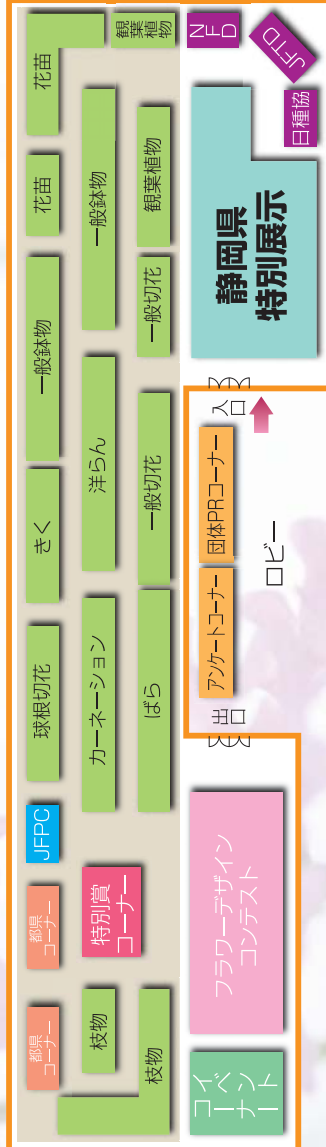 花苗
観葉植物
NFD
JFTD
日種協
花苗
一般鉢物
観葉植物
静岡県
特別展示
一般鉢物
一般切花
入口
きく
洋らん
一般切花
団体PRコーナー
ロビー
アンケートコーナー
球根切花
カーネーション
ばら
出口
JFPC
都県
コーナー
特別賞
コーナー
フラワーデザイン
コンテスト
都県
コーナー
枝物
枝物
イベント
コーナー